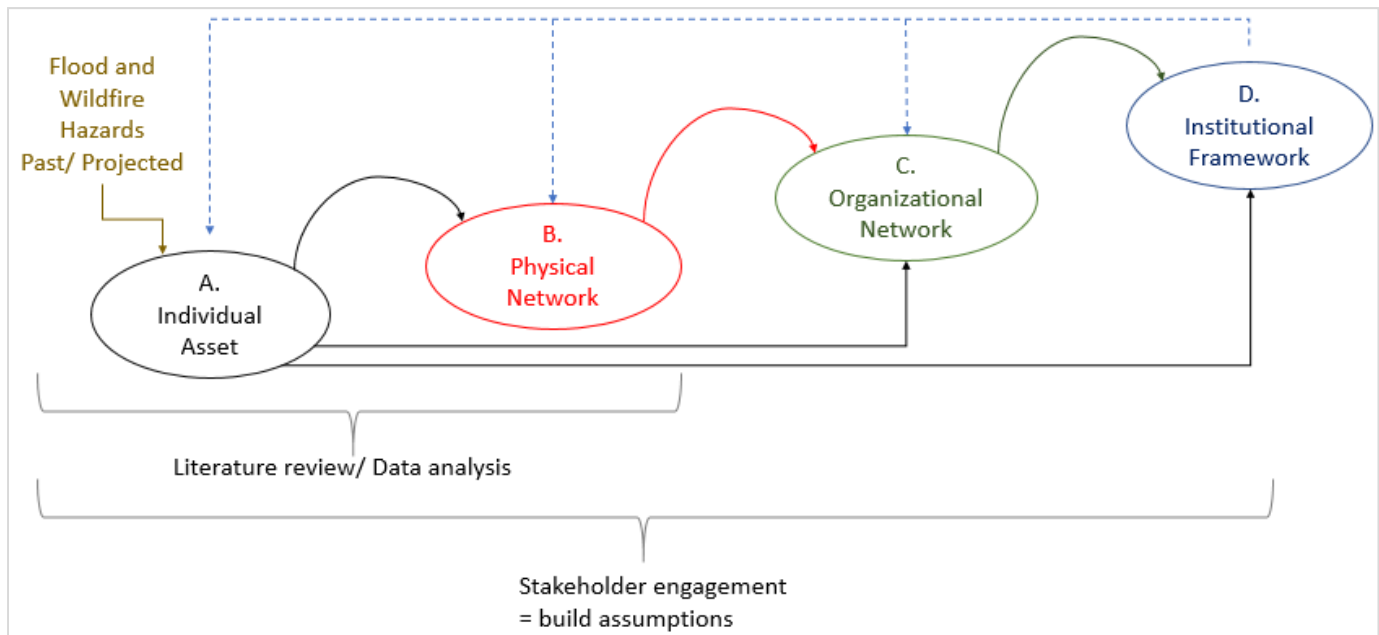 Flood and
Wildfire
Hazards
Past/ Projected
A.
Individual
Asset
B.
Physical
Network
C.
Organizational
Network
D.
Institutional
Framework
Literature review/ Data analysis
Stakeholder engagement
= build assumptions